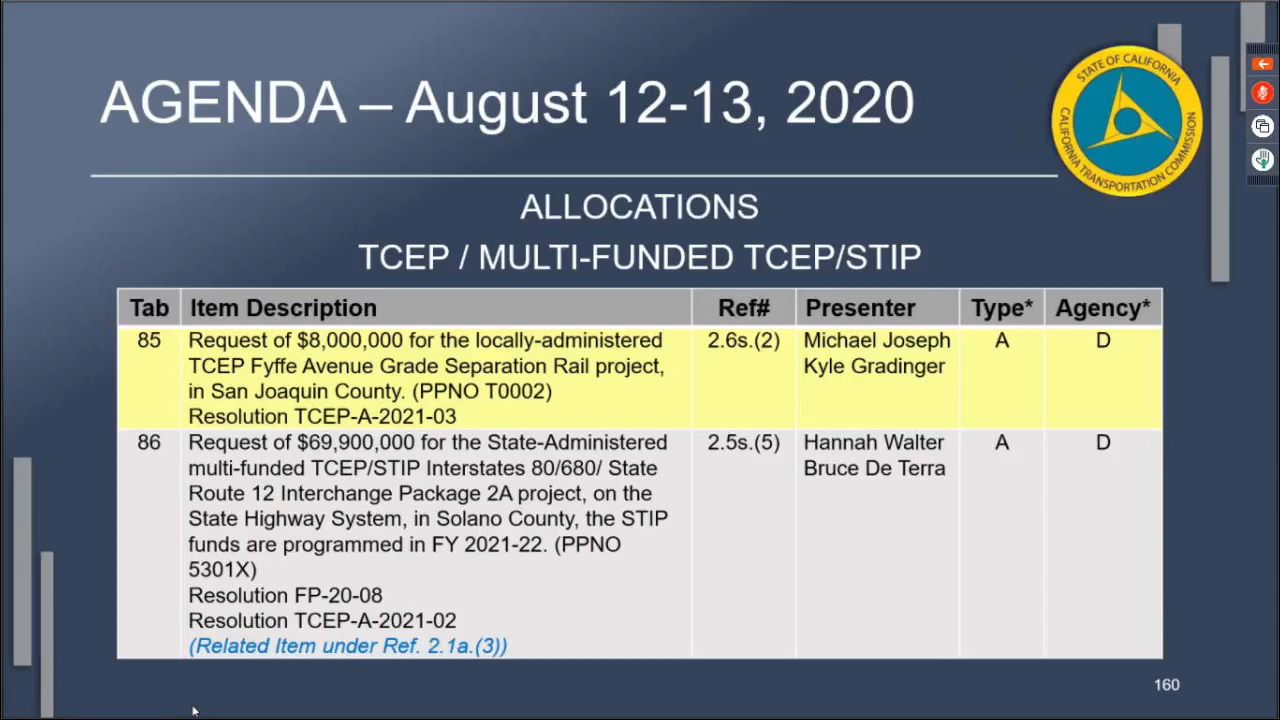 AGENDA – August 12-13, 2020
STATE OF CALIFORNIA
CALIFORNIA TRANSPORTATION COMMISSION
ALLOCATIONS
TCEP / MULTI-FUNDED TCEP/STIP
Tab Item Description Ref# Presenter Type* Agency*
85 Request of $8,000,000 for the locally-administered 2.6s.(2) Michael Joseph A D
TCEP Fyffe Avenue Grade Separation Rail project, Kyle Gradinger
in San Joaquin County. (PPNO T0002)
Resolution TCEP-A-2021-03
86 Request of $69,900,000 for the State-Administered 2.5s.(5) Hannah Walter A D
multi-funded TCEP/STIP Interstates 80/680/ State Bruce De Terra
Route 12 Interchange Package 2A project, on the
State Highway System, in Solano County, the STIP
funds are programmed in FY 2021-22. (PPNO
5301X)
Resolution FP-20-08
Resolution TCEP-A-2021-02
(Related Item under Ref. 2.1a.(3))
160